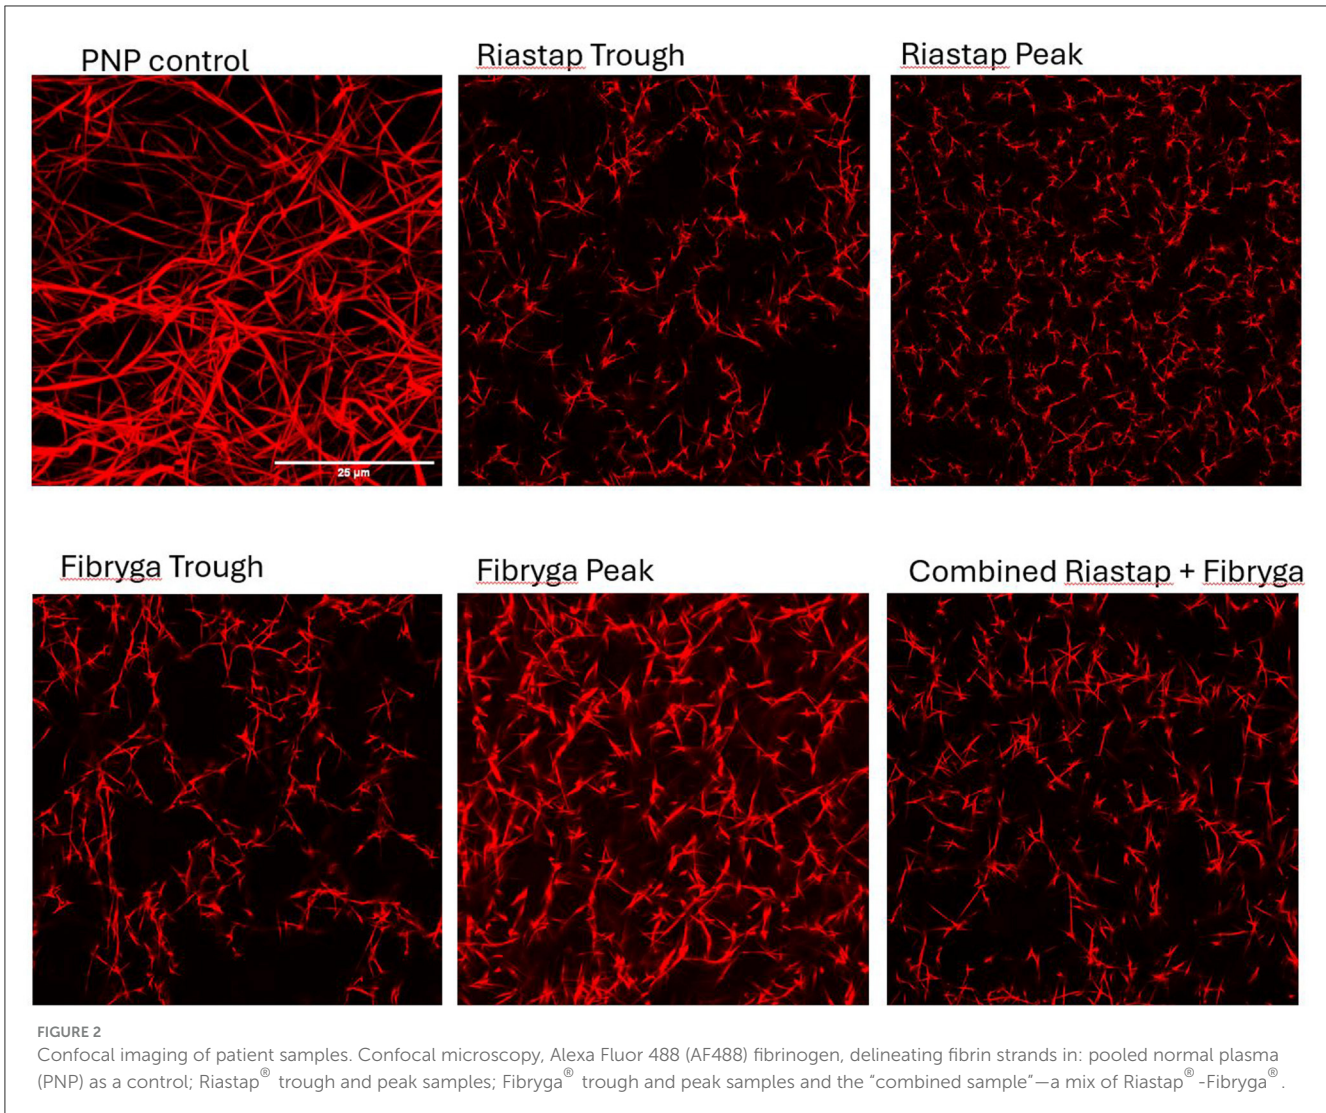 PNP control
Riastap Trough
Riastap Peak
25 µm
Fibryga Trough
Fibryga Peak
Combined Riastap + Fibryga
FIGURE 2
Confocal imaging of patient samples. Confocal microscopy, Alexa Fluor 488 (AF488) fibrinogen, delineating fibrin strands in: pooled normal plasma
(PNP) as a control; Riastap® trough and peak samples; Fibryga® trough and peak samples and the “combined sample”—a mix of Riastap®-Fibryga®.